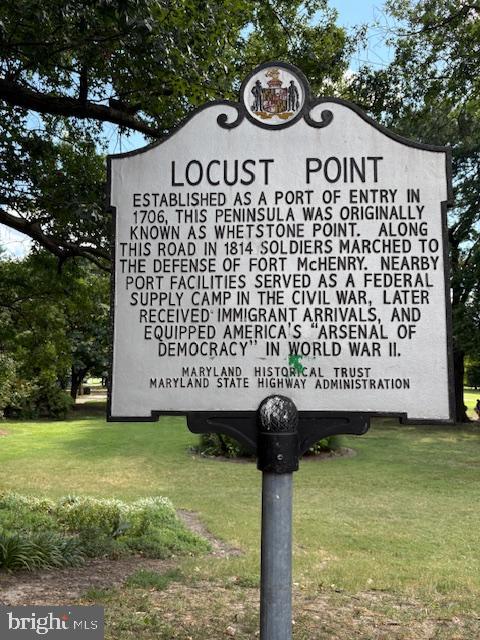 LOCUST POINT
ESTABLISHED AS A PORT OF ENTRY IN
1706, THIS PENINSULA WAS ORIGINALLY
KNOWN AS WHETSTONE POINT. ALONG
THIS ROAD IN 1814 SOLDIERS MARCHED TO
THE DEFENSE OF FORT McHENRY. NEARBY
PORT FACILITIES SERVED AS A FEDERAL
SUPPLY CAMP IN THE CIVIL WAR, LATER
RECEIVED IMMIGRANT ARRIVALS, AND
EQUIPPED AMERICA'S "ARSENAL OF
DEMOCRACY" IN WORLD WAR II.
MARYLAND HISTORICAL TRUST
MARYLAND STATE HIGHWAY ADMINISTRATION
bright MLS